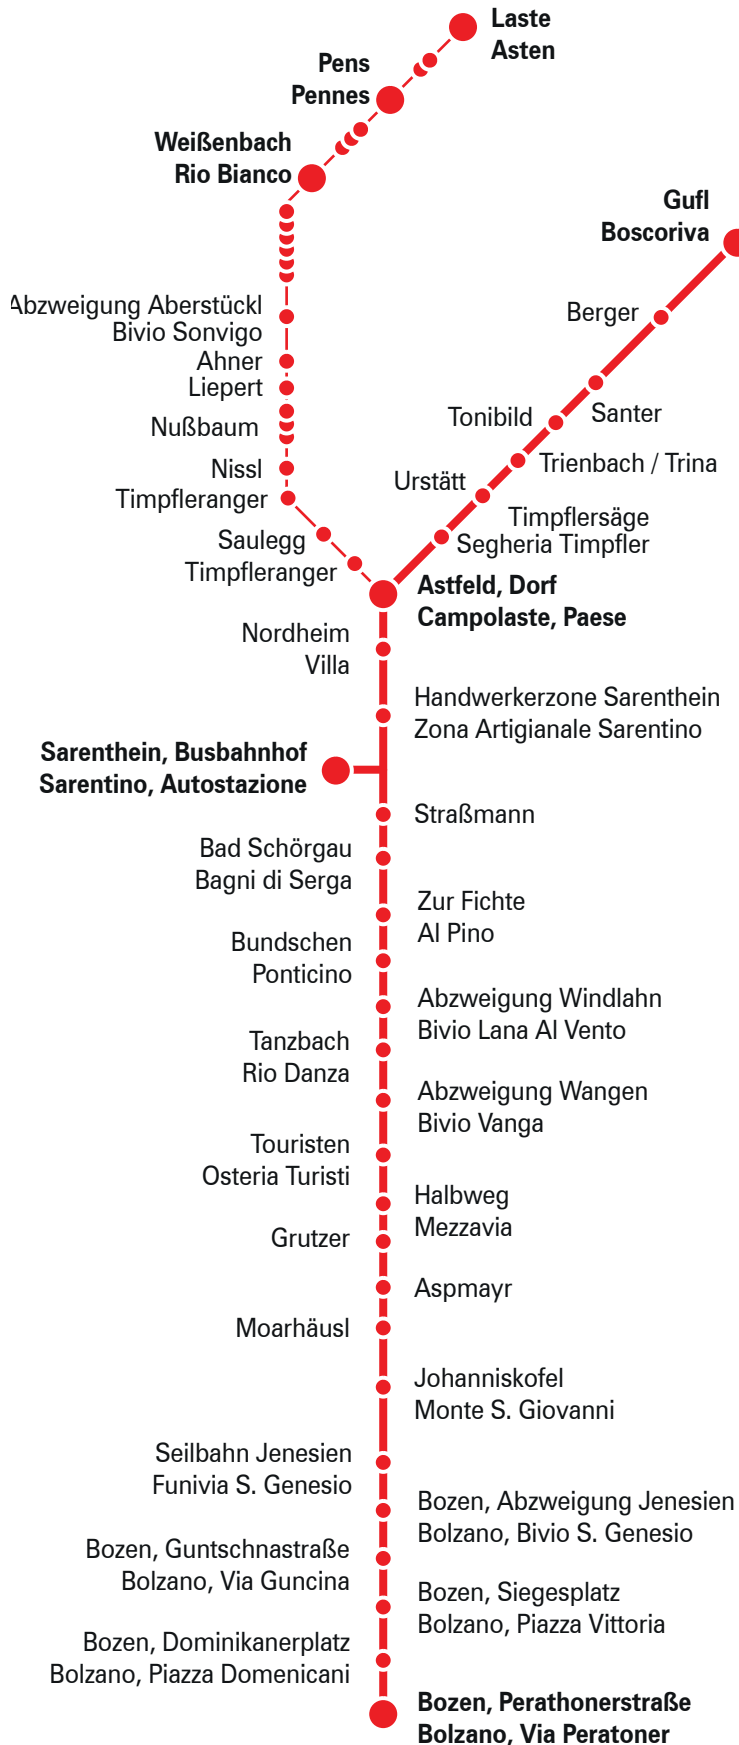 Laste
Asten
Pens
Pennes
Weißenbach
Rio Bianco
Gufl
Boscoriva
Abzweigung Aberstückl
Bivio Sonvigo
Berger
Ahner
Liepert
Santer
Tonibild
Nußbaum
Trienbach / Trina
Nissl
Urstätt
Timpfleranger
Timpflersäge
Segheria Timpfler
Saulegg
Timpfleranger
Astfeld, Dorf
Campolaste, Paese
Nordheim
Villa
Handwerkerzone Sarenthein
Zona Artigianale Sarentino
Sarenthein, Busbahnhof
Sarentino, Autostazione
Straßmann
Bad Schörgau
Bagni di Serga
Zur Fichte
Al Pino
Bundschen
Ponticino
Abzweigung Windlahn
Bivio Lana Al Vento
Tanzbach
Rio Danza
Abzweigung Wangen
Bivio Vanga
Touristen
Osteria Turisti
Halbweg
Mezzavia
Grutzer
Aspmayr
Moarhäusl
Johanniskofel
Monte S. Giovanni
Seilbahn Jenesien
Funivia S. Genesio
Bozen, Abzweigung Jenesien
Bolzano, Bivio S. Genesio
Bozen, Guntschnastraße
Bolzano, Via Guncina
Bozen, Siegesplatz
Bolzano, Piazza Vittoria
Bozen, Dominikanerplatz
Bolzano, Piazza Domenicani
Bozen, Perathonerstraße
Bolzano, Via Peratoner